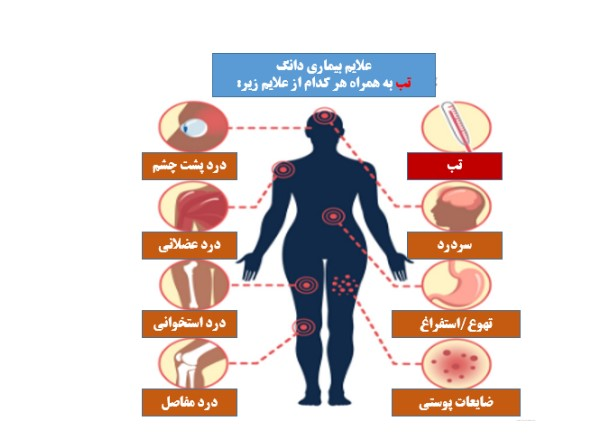 علایم بیماری دانگ
تب به همراه هر کدام از علایم زیر:
تب
درد پشت چشم
سردرد
درد عضلانی
تهوع/استفراغ
درد استخوانی
ضایعات پوستی
درد مفاصل